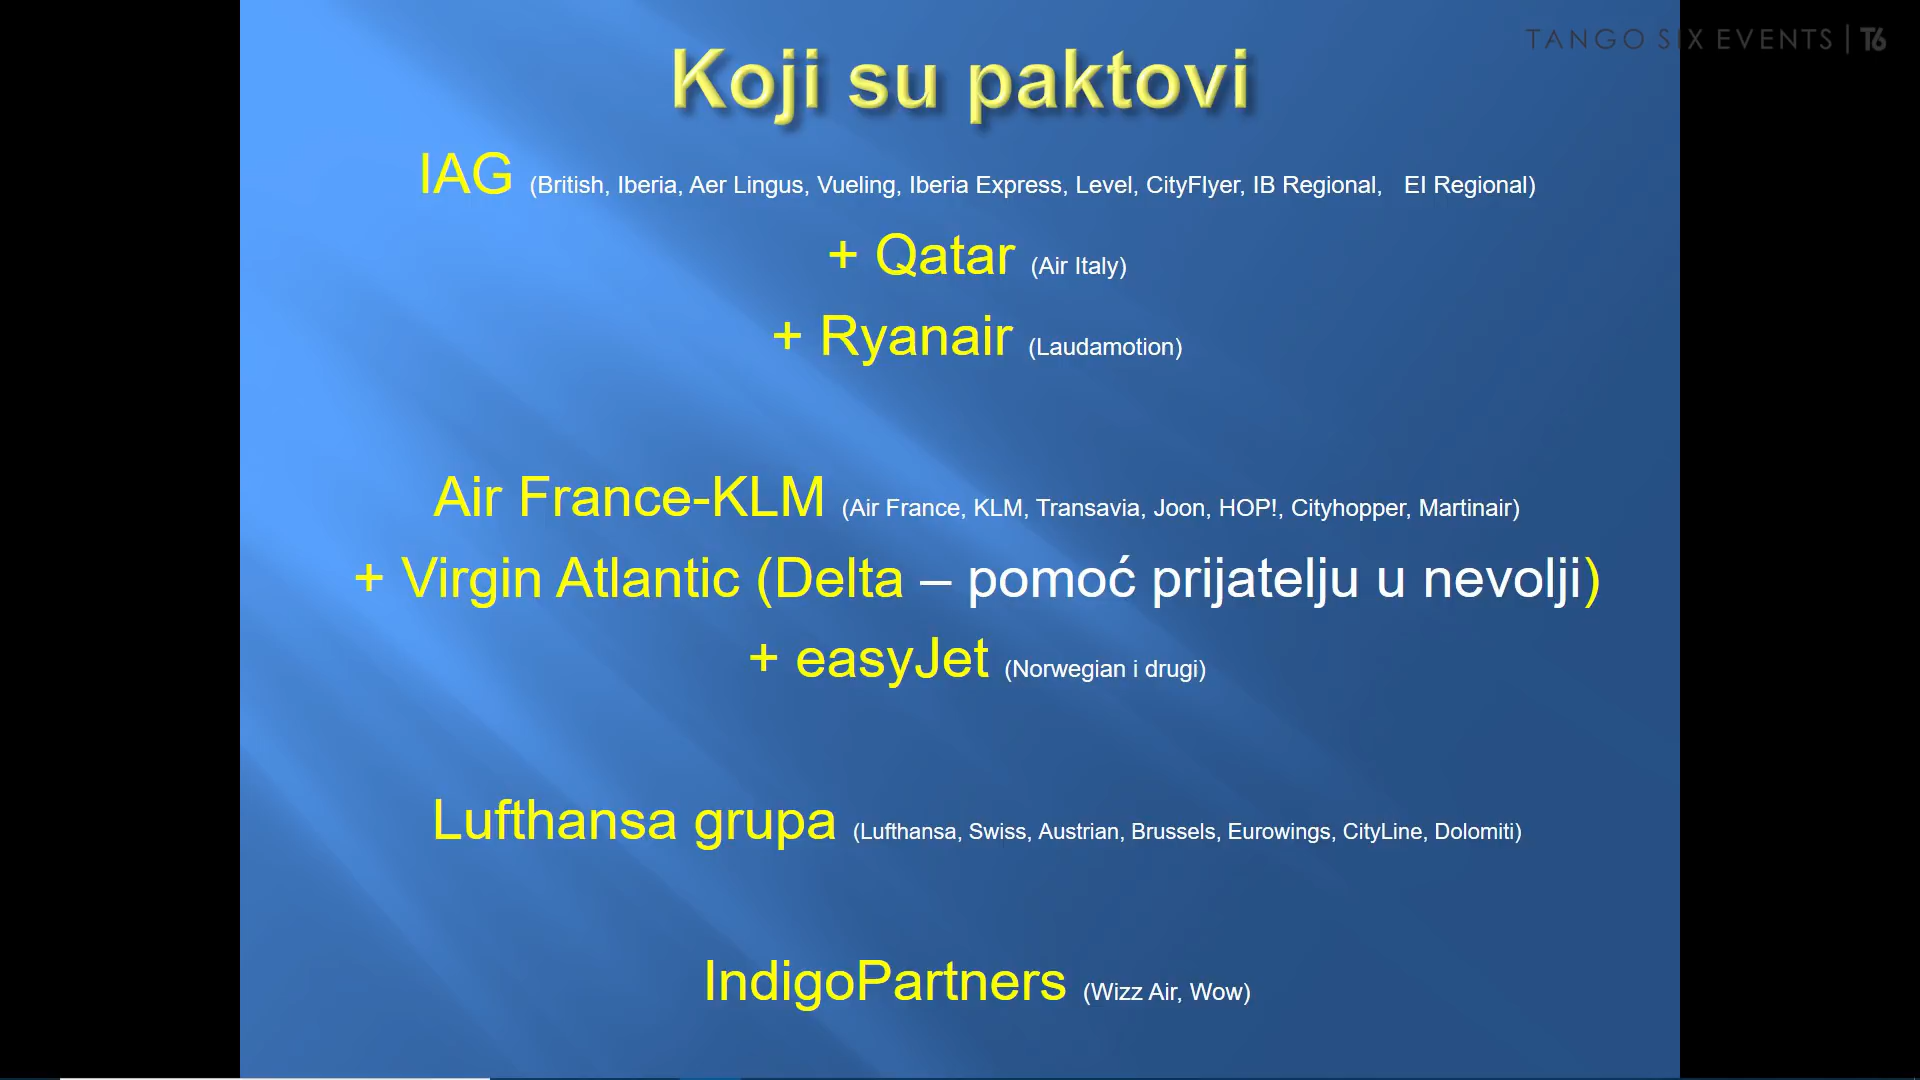 TANGO SIX EVENTS | T6
Koji su paktovi
IAG (British, Iberia, Aer Lingus, Vueling, Iberia Express, Level, CityFlyer, IB Regional, EI Regional)
+ Qatar (Air Italy)
+ Ryanair (Laudamotion)
Air France-KLM (Air France, KLM, Transavia, Joon, HOP!, Cityhopper, Martinair)
+ Virgin Atlantic (Delta – pomoć prijatelju u nevolji)
+ easyJet (Norwegian i drugi)
Lufthansa grupa (Lufthansa, Swiss, Austrian, Brussels, Eurowings, CityLine, Dolomiti)
IndigoPartners (Wizz Air, Wow)